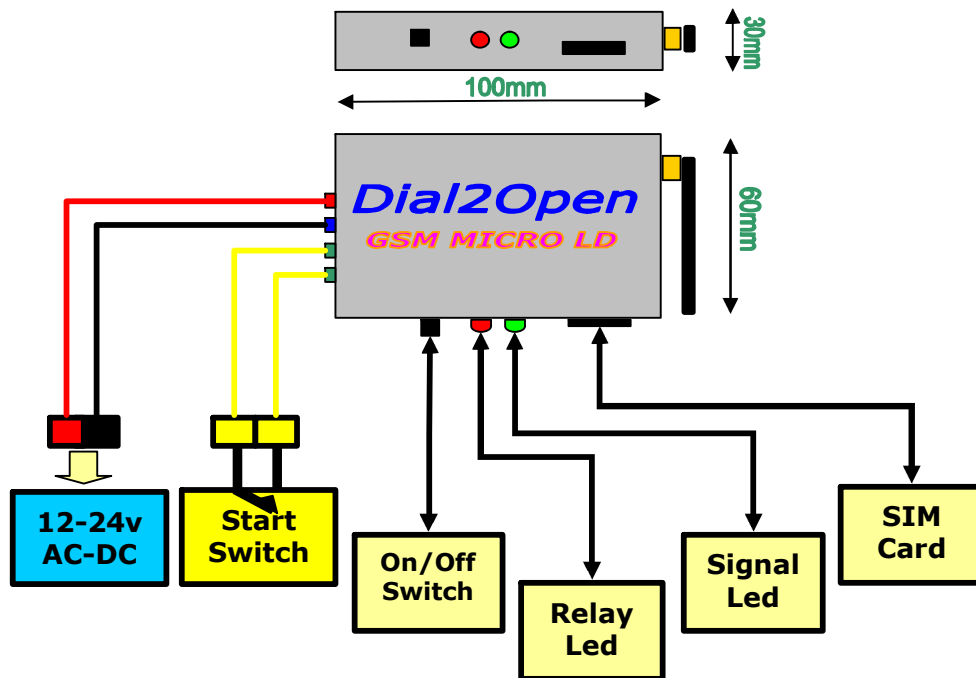 30mm
100mm
Dial2Open
GSM MICRO LD
60mm
12-24v
AC-DC
Start
Switch
On/Off
Switch
Relay
Led
Signal
Led
SIM
Card